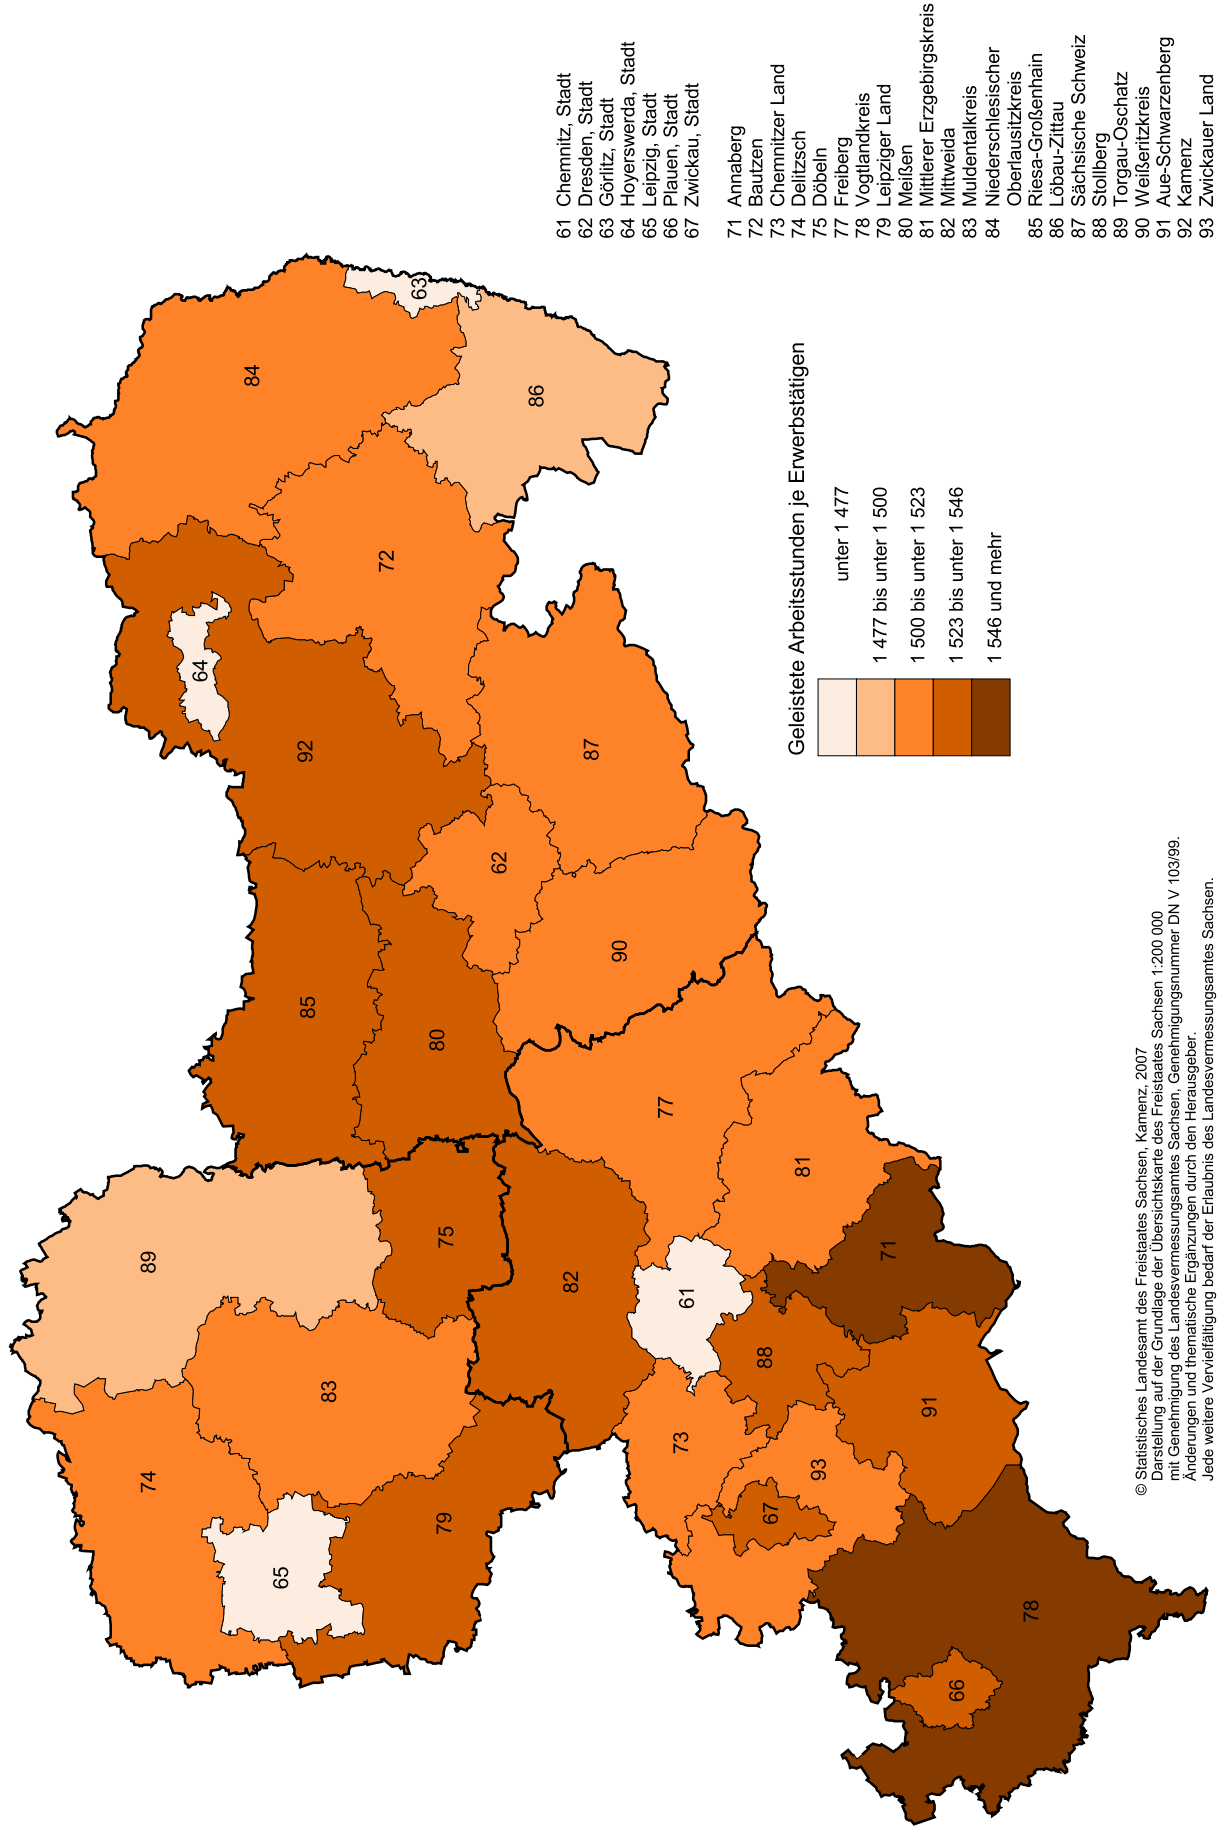 61 Chemnitz, Stadt
62 Dresden, Stadt
63 Görlitz, Stadt
64 Hoyerswerda, Stadt
65 Leipzig, Stadt
66 Plauen, Stadt
67 Zwickau, Stadt
71 Annaberg
72 Bautzen
73 Chemnitzer Land
74 Delitzsch
75 Döbeln
77 Freiberg
78 Vogtlandkreis
79 Leipziger Land
80 Meißen
81 Mittlerer Erzgebirgskreis
82 Mittweida
83 Muldentalkreis
84 Niederschlesischer
Oberlausitzkreis
85 Riesa-Großenhain
86 Löbau-Zittau
87 Sächsische Schweiz
88 Stollberg
89 Torgau-Oschatz
90 Weißeritzkreis
91 Aue-Schwarzenberg
92 Kamenz
93 Zwickauer Land
Geleistete Arbeitsstunden je Erwerbstätigen
unter 1 477
1 477 bis unter 1 500
1 500 bis unter 1 523
1 523 bis unter 1 546
1 546 und mehr
84
63
86
72
64
92
87
62
90
85
80
77
81
89
75
82
61
71
88
83
73
91
74
93
79
67
65
78
66
© Statistisches Landesamt des Freistaates Sachsen, Kamenz, 2007
Darstellung auf der Grundlage der Übersichtskarte des Freistaates Sachsen 1:200 000
mit Genehmigung des Landesvermessungsamtes Sachsen, Genehmigungsnummer DN V 103/99.
Änderungen und thematische Ergänzungen durch den Herausgeber.
Jede weitere Vervielfältigung bedarf der Erlaubnis des Landesvermessungsamtes Sachsen.